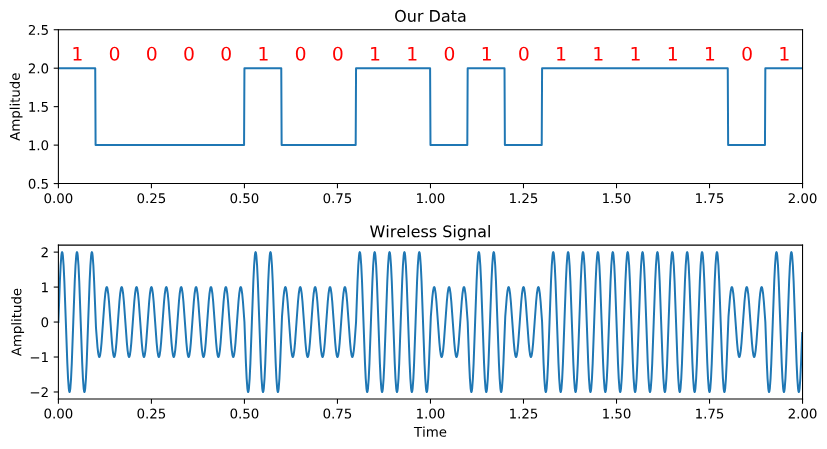 Our Data
2.5
1 0 0 0 0 1 0 0 1 1 0 1 0 1 1 1 1 1 0 1
2.0
1.5
1.0
0.5
Amplitude
0.00 0.25 0.50 0.75 1.00 1.25 1.50 1.75 2.00
Wireless Signal
2
1
0
−1
−2
Amplitude
0.00 0.25 0.50 0.75 1.00 1.25 1.50 1.75 2.00
Time